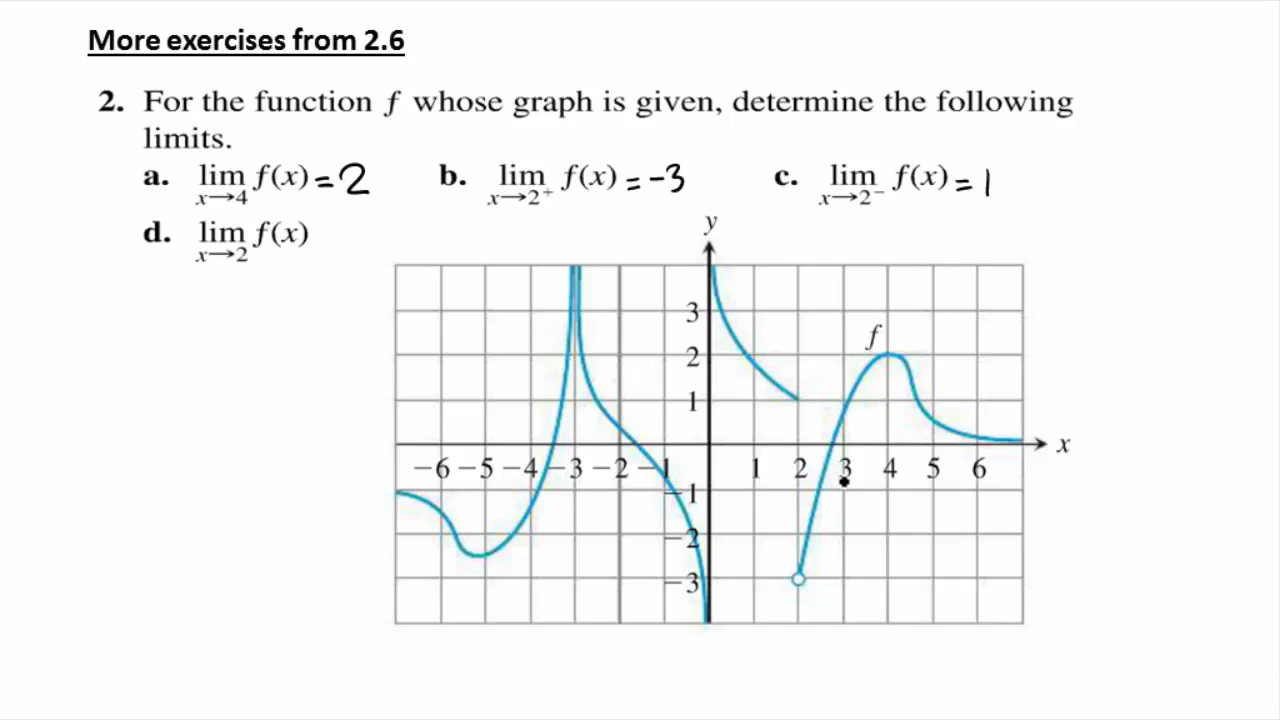 More exercises from 2.6
2. For the function f whose graph is given, determine the following
limits.
a. lim x→4 f(x) = 2 b. lim x→2⁺ f(x) = -3 c. lim x→2⁻ f(x) = 1
d. lim x→2 f(x)
y
3
f
2
1
x
−6 −5 −4 −3 −2 −1 1 2 3 4 5 6
−1
−2
−3